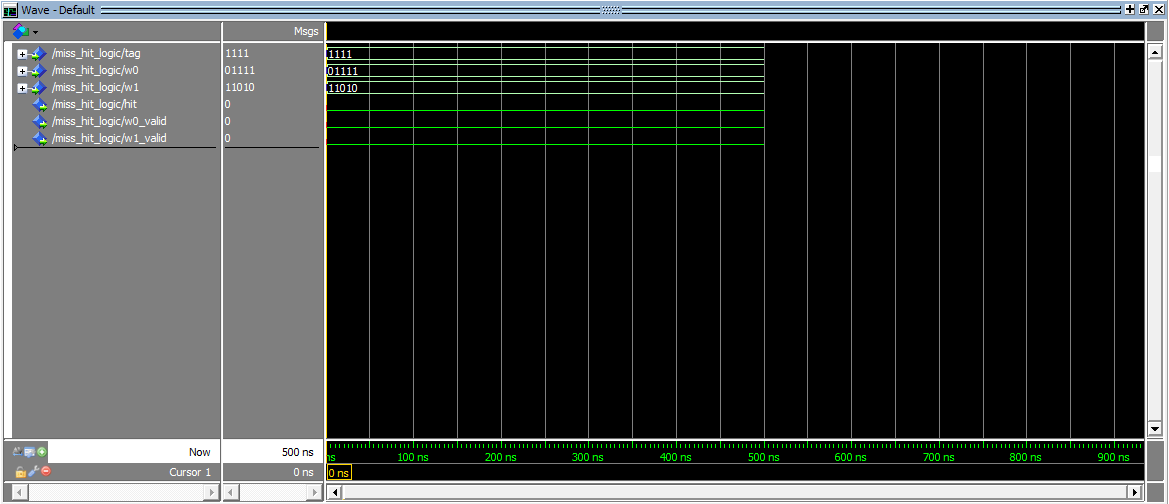 Wave - Default
Msgs
/miss_hit_logic/tag 1111 1111
/miss_hit_logic/w0 01111 01111
/miss_hit_logic/w1 11010 11010
/miss_hit_logic/hit 0
/miss_hit_logic/w0_valid 0
/miss_hit_logic/w1_valid 0
Now 500 ns ns 100 ns 200 ns 300 ns 400 ns 500 ns 600 ns 700 ns 800 ns 900 ns
Cursor 1 0 ns 0 ns